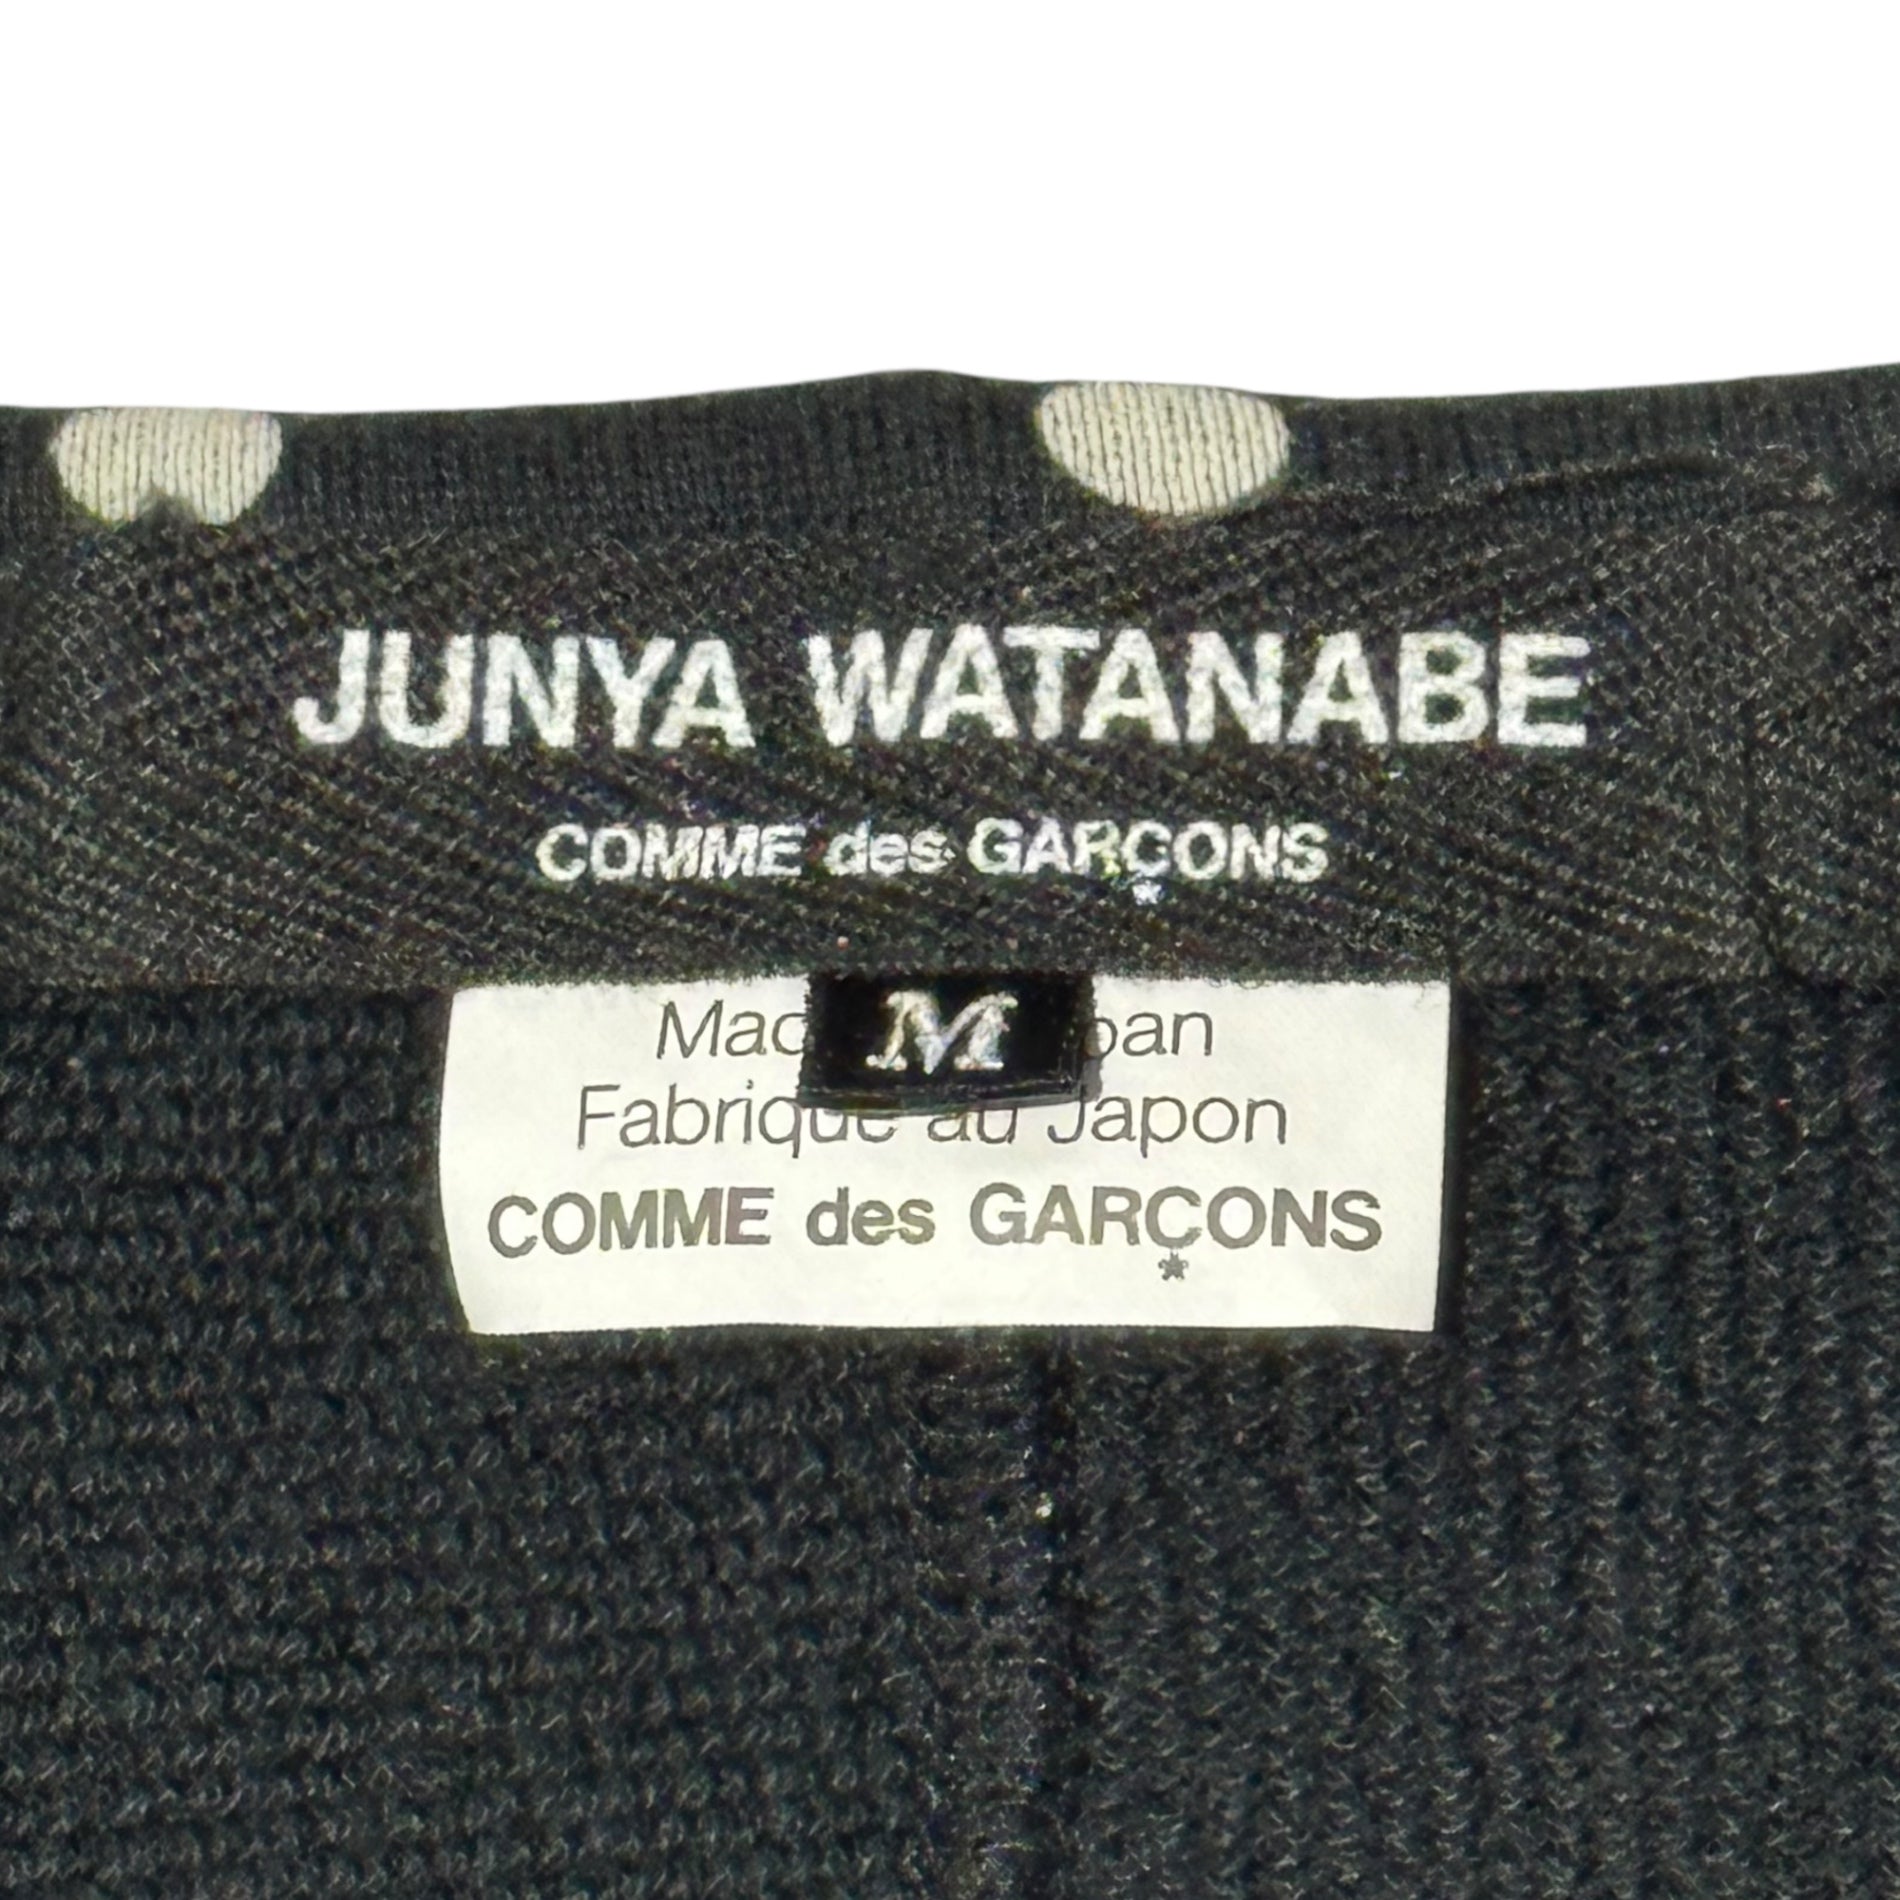 JUNYA WATANABE
COMME des GARÇONS
M
Fabrique au Japon
COMME des GARÇONS